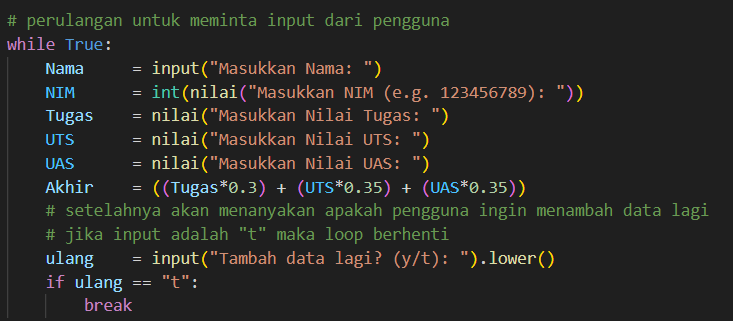 # perulangan untuk meminta input dari pengguna
while True:
    Nama     = input("Masukkan Nama: ")
    NIM      = int(nilai("Masukkan NIM (e.g. 123456789): "))
    Tugas    = nilai("Masukkan Nilai Tugas: ")
    UTS      = nilai("Masukkan Nilai UTS: ")
    UAS      = nilai("Masukkan Nilai UAS: ")
    Akhir    = ((Tugas*0.3) + (UTS*0.35) + (UAS*0.35))
    # setelahnya akan menanyakan apakah pengguna ingin menambah data lagi
    # jika input adalah "t" maka loop berhenti
    ulang    = input("Tambah data lagi? (y/t): ").lower()
    if ulang == "t":
        break